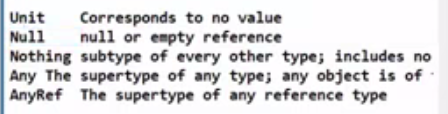 Unit Corresponds to no value
Null null or empty reference
Nothing subtype of every other type; includes no
Any The supertype of any type; any object is of
AnyRef The supertype of any reference type